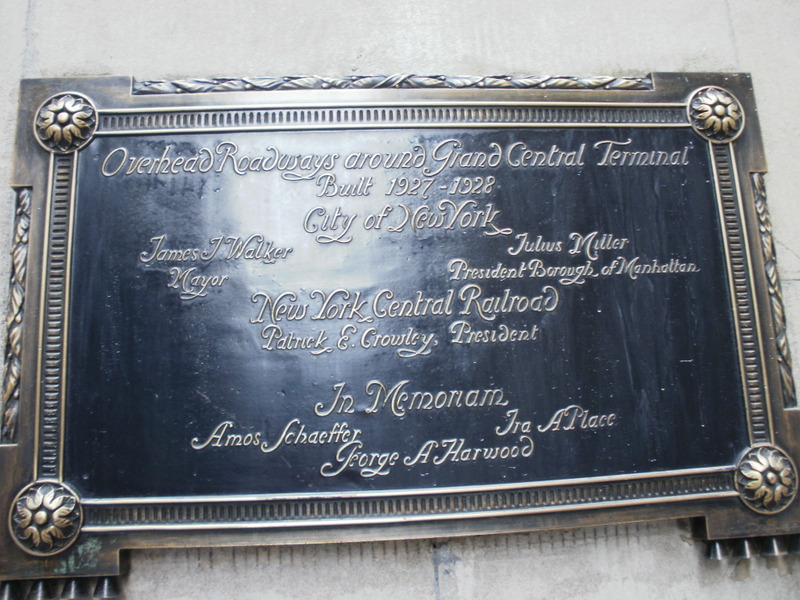 Overhead Roadways around Grand Central Terminal
Built 1927-1928
City of New York
James J Walker
Mayor
Julius Miller
President Borough of Manhattan
New York Central Railroad
Patrick E. Crowley, President
In Memoriam
Amos Schaeffer
Ira A Place
George A Harwood